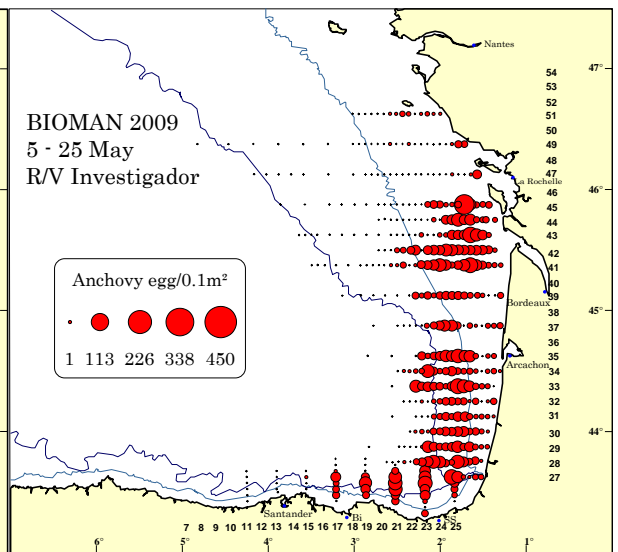 Nantes
54
47°
53
52
51
BIOMAN 2009
5 - 25 May
R/V Investigador
50
49
48
47
La Rochelle
46
46°
45
44
43
42
41
Anchovy egg/0.1m²
1 113 226 338 450
40
39
Bordeaux
45°
38
37
36
35
Arcachon
34
33
32
31
30
44°
29
28
27
Santander
Bi
SS
7 8 9 10 11 12 13 14 15 16 17 18 19 20 21 22 23 24 25
6° 5° 4° 3° 2° 1°